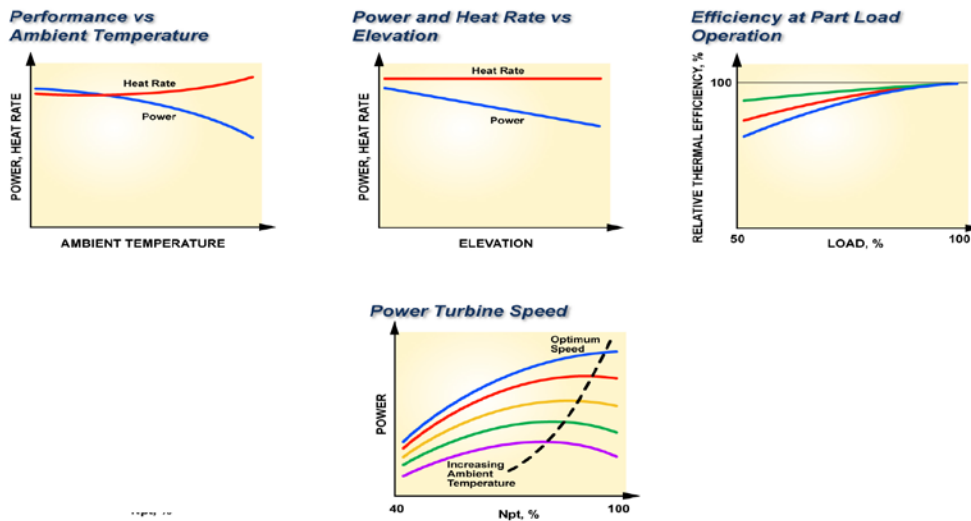 Performance vs
Ambient Temperature
POWER, HEAT RATE
Heat Rate
Power
AMBIENT TEMPERATURE
Power and Heat Rate vs
Elevation
POWER, HEAT RATE
Heat Rate
Power
ELEVATION
Efficiency at Part Load
Operation
RELATIVE THERMAL EFFICIENCY, %
100
50
LOAD, %
100
Power Turbine Speed
POWER
Optimum
Speed
Increasing
Ambient
Temperature
40
Npt, %
100
Npt, %